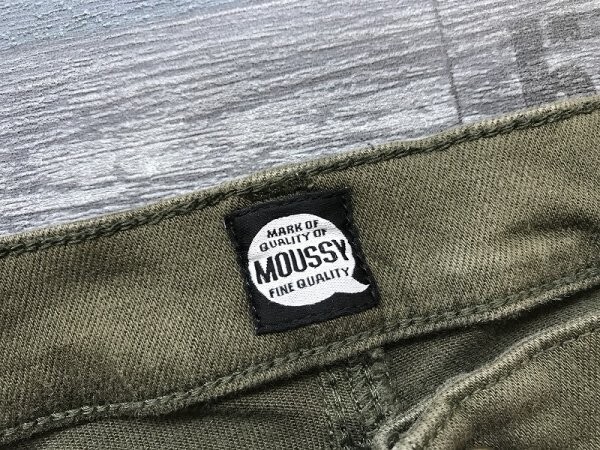 MARK OF
QUALITY OF
MOUSSY
FINE QUALITY